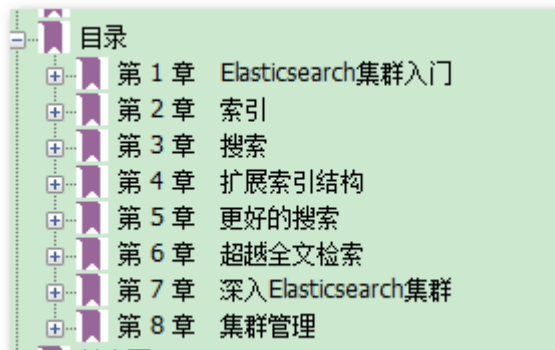 目录
第 1 章 Elasticsearch集群入门
第 2 章 索引
第 3 章 搜索
第 4 章 扩展索引结构
第 5 章 更好的搜索
第 6 章 超越全文检索
第 7 章 深入Elasticsearch集群
第 8 章 集群管理